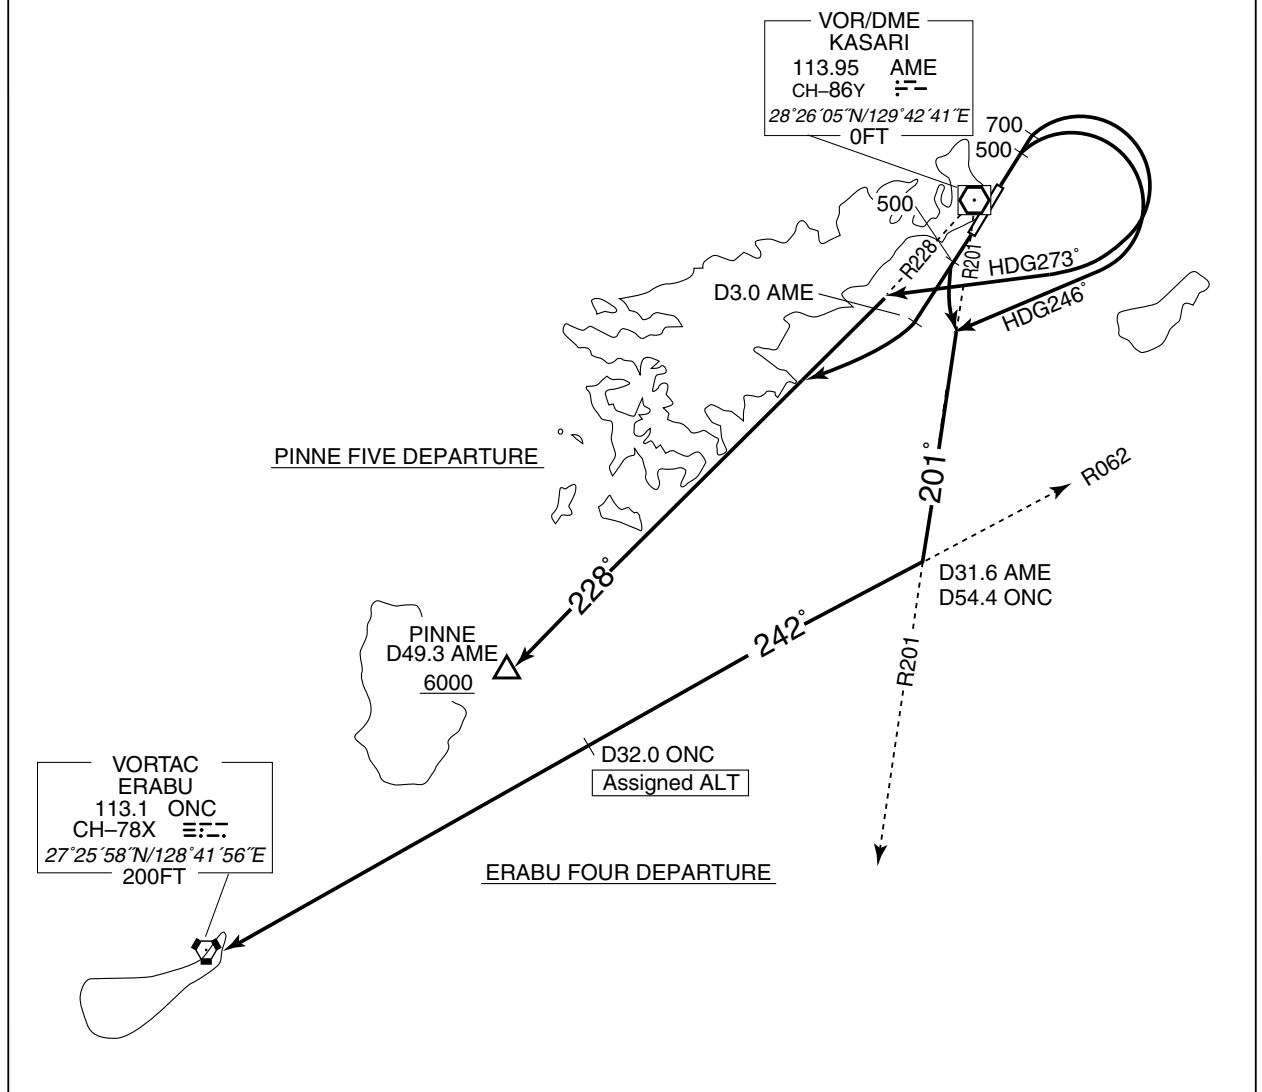 VOR/DME
KASARI
113.95 AME
CH–86Y
28°26´05˝N/129°42´41˝E
0FT
700
500
500
R228
R201
HDG273°
D3.0 AME
HDG246°
PINNE FIVE DEPARTURE
201°
R062
228°
D31.6 AME
D54.4 ONC
242°
PINNE
D49.3 AME
6000
R201
D32.0 ONC
Assigned ALT
VORTAC
ERABU
113.1 ONC
CH–78X
27°25´58˝N/128°41´56˝E
200FT
ERABU FOUR DEPARTURE